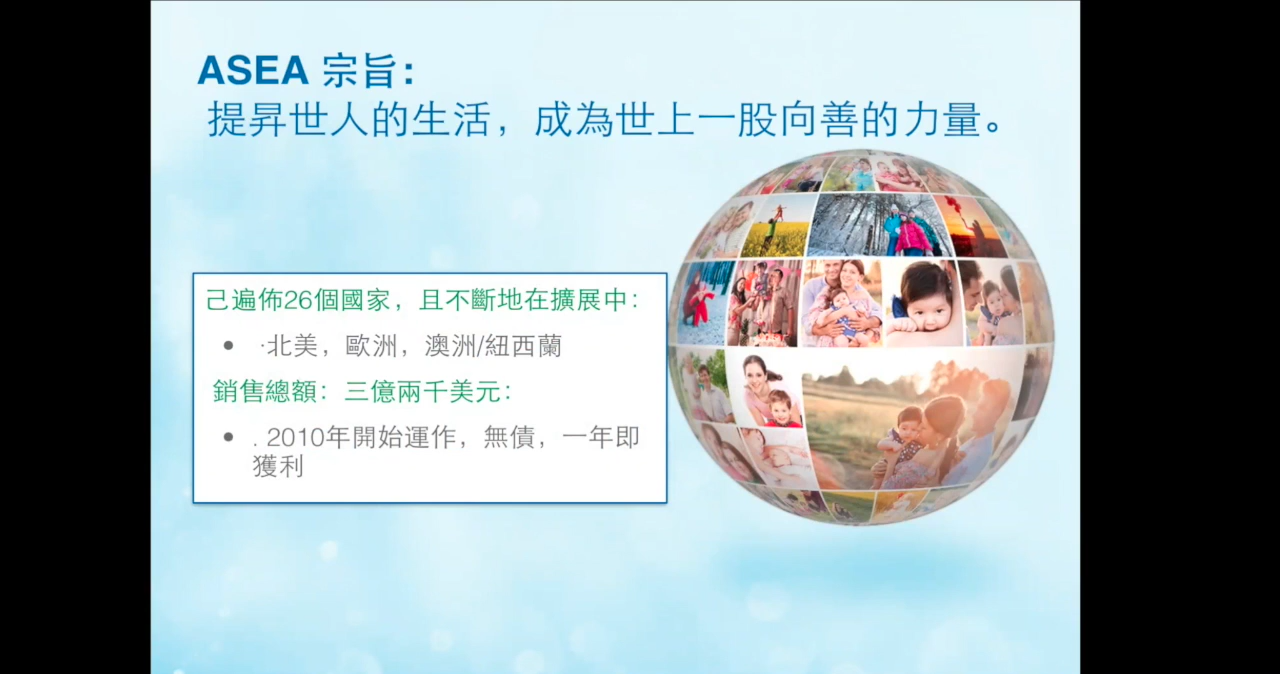 ASEA 宗旨：
提昇世人的生活，成為世上一股向善的力量。
己遍佈26個國家，且不斷地在擴展中：
• ·北美，歐洲，澳洲/紐西蘭
銷售總額：三億兩千美元：
• . 2010年開始運作，無債，一年即
獲利